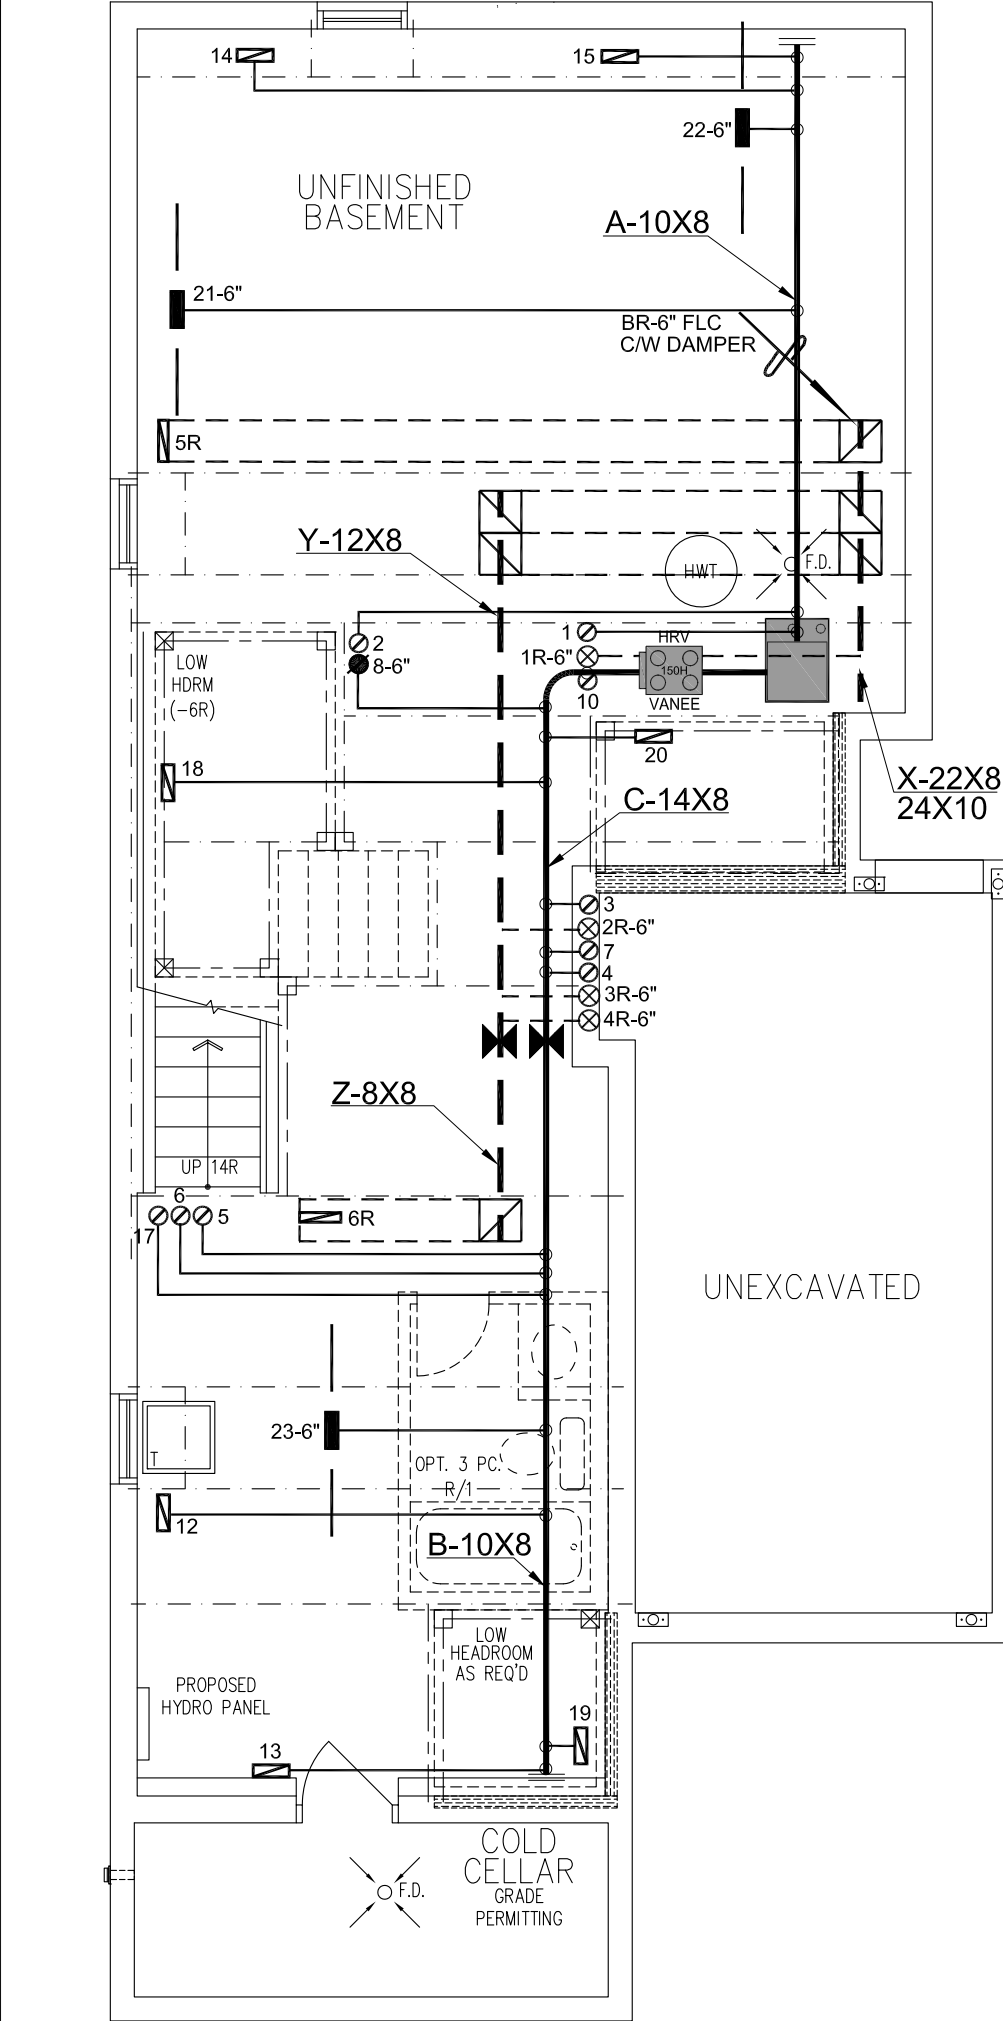 14
15
22-6"
UNFINISHED
BASEMENT
A-10X8
21-6"
BR-6" FLC
C/W DAMPER
5R
Y-12X8
HWT
F.D.
2
8-6"
1
1R-6"
10
HRV
150H
VANEE
LOW
HDRM
(-6R)
18
20
X-22X8
24X10
C-14X8
3
2R-6"
7
4
3R-6"
4R-6"
Z-8X8
UP 14R
6
5
17
6R
UNEXCAVATED
23-6"
T
OPT. 3 PC.
R/1
12
B-10X8
LOW
HEADROOM
AS REQ'D
PROPOSED
HYDRO PANEL
19
13
COLD
CELLAR
GRADE
PERMITTING
F.D.